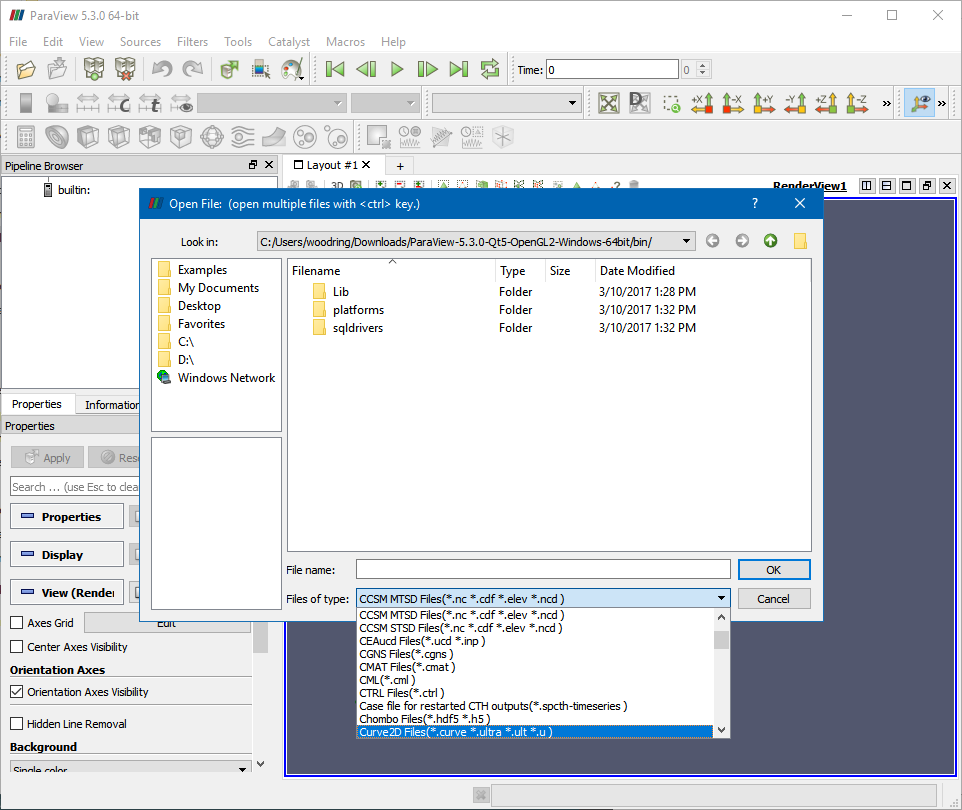 ParaView 5.3.0 64-bit
File Edit View Sources Filters Tools Catalyst Macros Help
Time: 0 0
D
C t
-X +X +Y -Y +Z -Z
Pipeline Browser
Layout #1
+
builtin:
3D
RenderView1
Open File: (open multiple files with <ctrl> key.)
?
Look in: C:/Users/woodring/Downloads/ParaView-5.3.0-Qt5-OpenGL2-Windows-64bit/bin/
Examples
My Documents
Desktop
Favorites
C:\
D:\
Windows Network
Filename Type Size Date Modified
Lib Folder 3/10/2017 1:28 PM
platforms Folder 3/10/2017 1:32 PM
sqldrivers Folder 3/10/2017 1:32 PM
Properties Information
Properties
Apply Rese
Search ... (use Esc to clea
Properties
Display
View (Render
Axes Grid Edit
Center Axes Visibility
Orientation Axes
Orientation Axes Visibility
Hidden Line Removal
Background
Single color
File name: OK
Files of type: CCSM MTSD Files(*.nc *.cdf *.elev *.ncd ) Cancel
CCSM MTSD Files(*.nc *.cdf *.elev *.ncd )
CCSM STSD Files(*.nc *.cdf *.elev *.ncd )
CEAucd Files(*.ucd *.inp )
CGNS Files(*.cgns )
CMAT Files(*.cmat )
CML(*.cml )
CTRL Files(*.ctrl )
Case file for restarted CTH outputs(*.spcth-timeseries )
Chombo Files(*.hdf5 *.h5 )
Curve2D Files(*.curve *.ultra *.ult *.u )